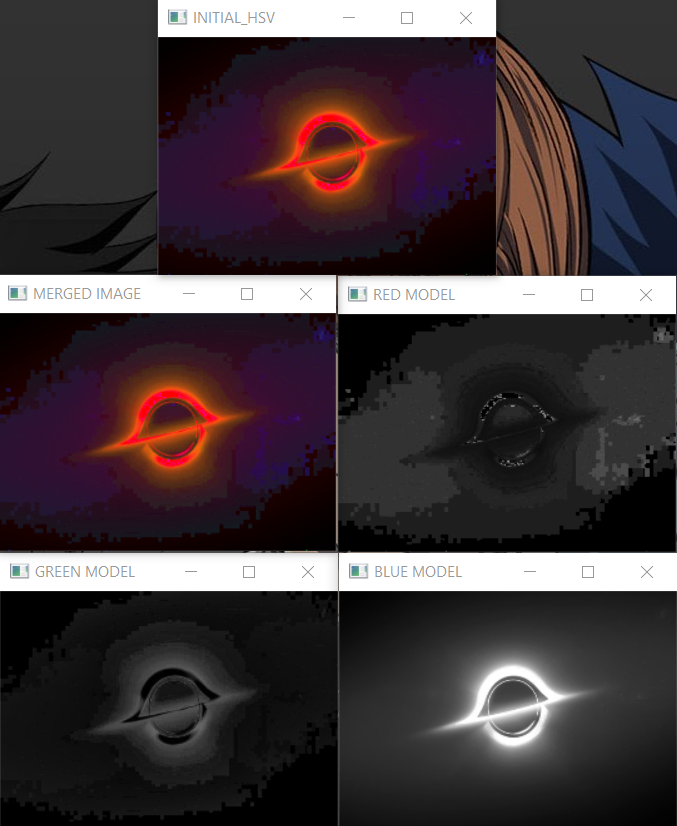 INITIAL_HSV
MERGED IMAGE
RED MODEL
GREEN MODEL
BLUE MODEL